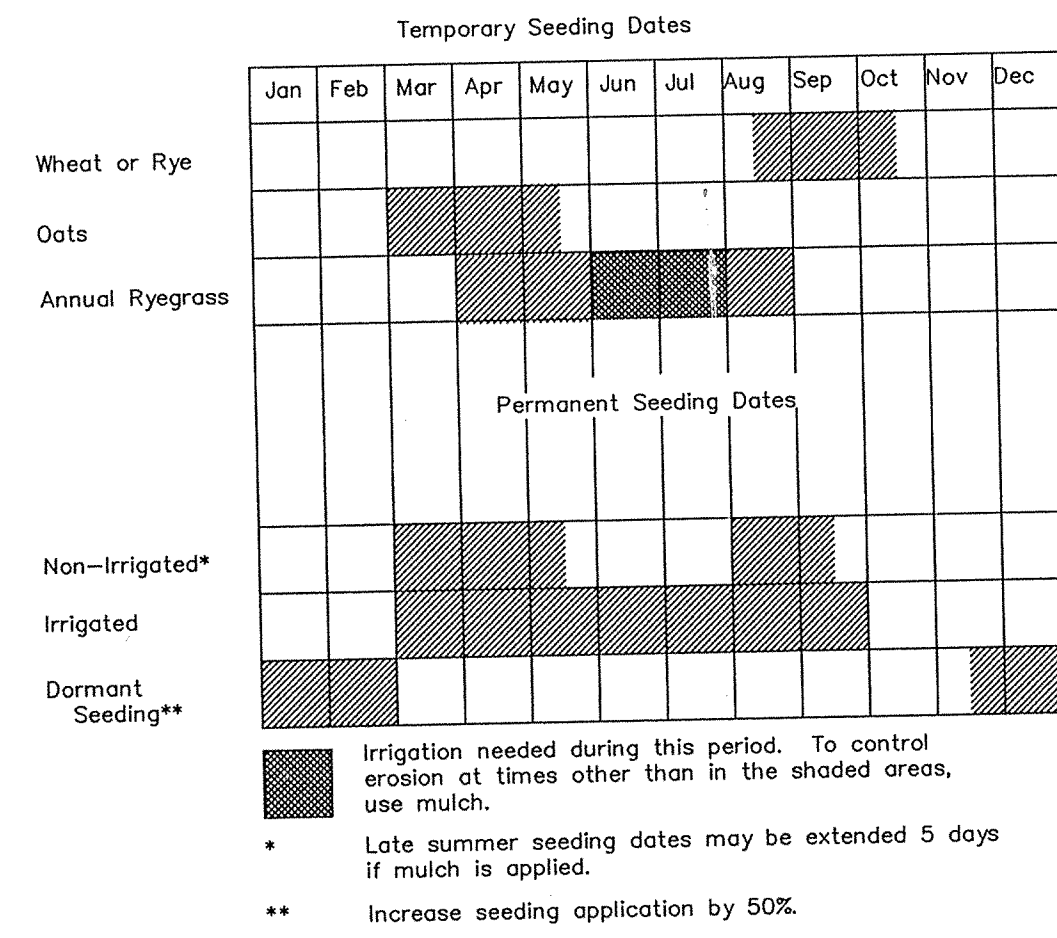 Temporary Seeding Dates
Jan Feb Mar Apr May Jun Jul Aug Sep Oct Nov Dec
Wheat or Rye
Oats
Annual Ryegrass
Permanent Seeding Dates
Non-Irrigated*
Irrigated
Dormant
Seeding**
Irrigation needed during this period. To control
erosion at times other than in the shaded areas,
use mulch.
* Late summer seeding dates may be extended 5 days
if mulch is applied.
** Increase seeding application by 50%.